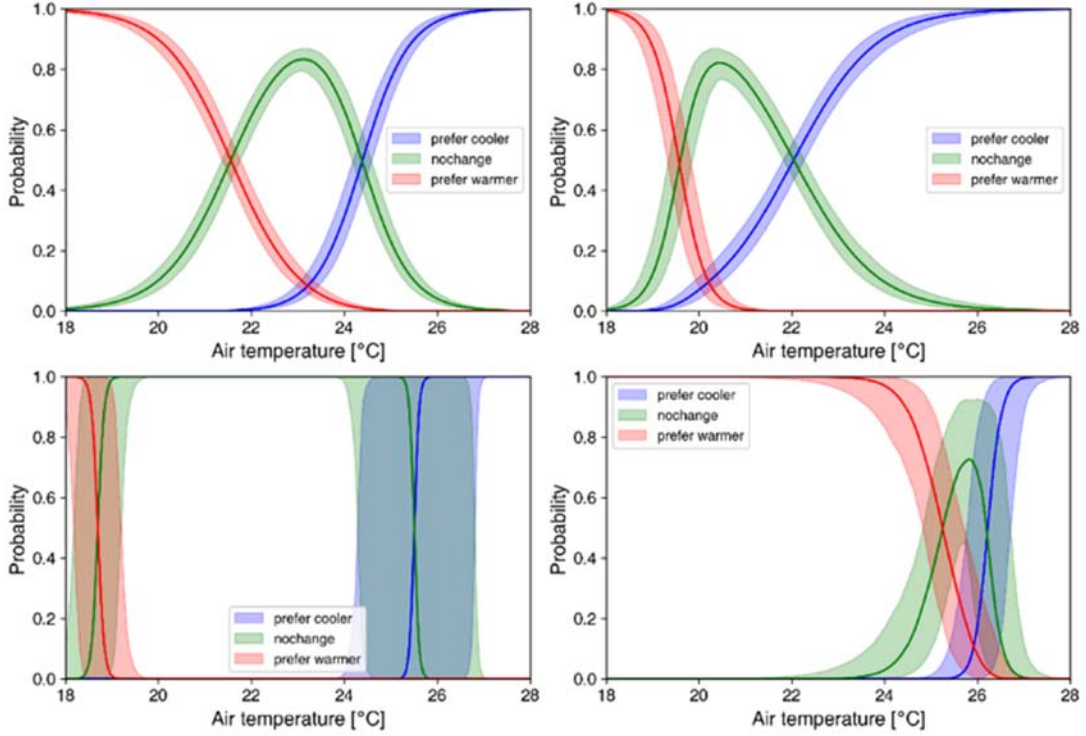 1.0
0.8
0.6
0.4
0.2
0.0
Probability
prefer cooler
nochange
prefer warmer
18 20 22 24 26 28
Air temperature [°C]
1.0
0.8
0.6
0.4
0.2
0.0
Probability
prefer cooler
nochange
prefer warmer
18 20 22 24 26 28
Air temperature [°C]
1.0
0.8
0.6
0.4
0.2
0.0
Probability
prefer cooler
nochange
prefer warmer
18 20 22 24 26 28
Air temperature [°C]
1.0
0.8
0.6
0.4
0.2
0.0
Probability
prefer cooler
nochange
prefer warmer
18 20 22 24 26 28
Air temperature [°C]